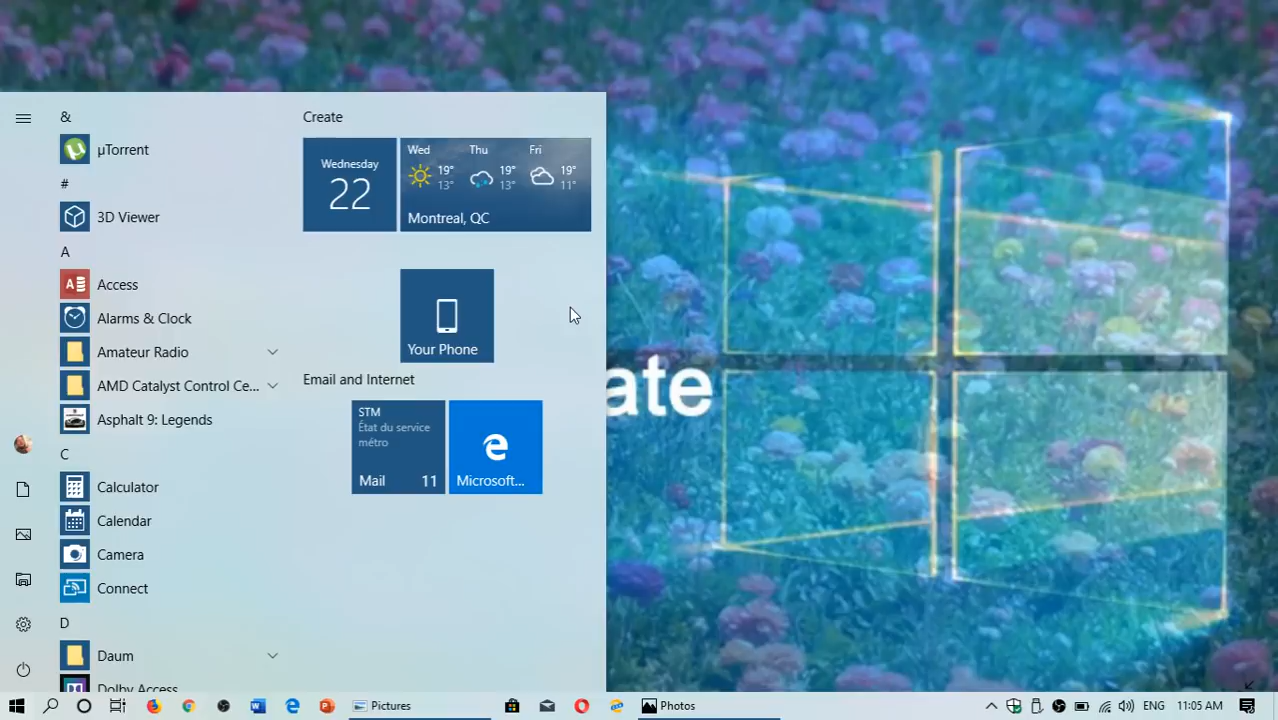 &
µTorrent
#
3D Viewer
A
Access
Alarms & Clock
Amateur Radio
AMD Catalyst Control Ce...
Asphalt 9: Legends
C
Calculator
Calendar
Camera
Connect
D
Daum
Dolby Access
Create
Wednesday
22
Wed Thu Fri
19° 19° 19°
13° 13° 11°
Montreal, QC
Your Phone
Email and Internet
STM
État du service
métro
Mail 11
Microsoft...
ate
Pictures
Photos
ENG
11:05 AM